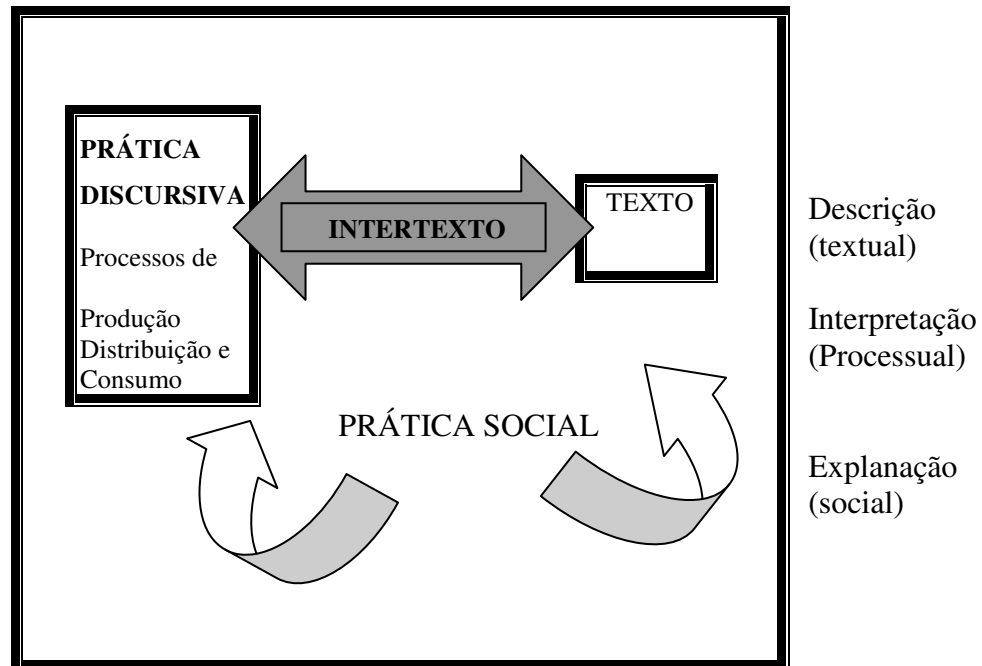 PRÁTICA
DISCURSIVA
Processos de
Produção
Distribuição e
Consumo
INTERTEXTO
TEXTO
PRÁTICA SOCIAL
Descrição
(textual)
Interpretação
(Processual)
Explanação
(social)